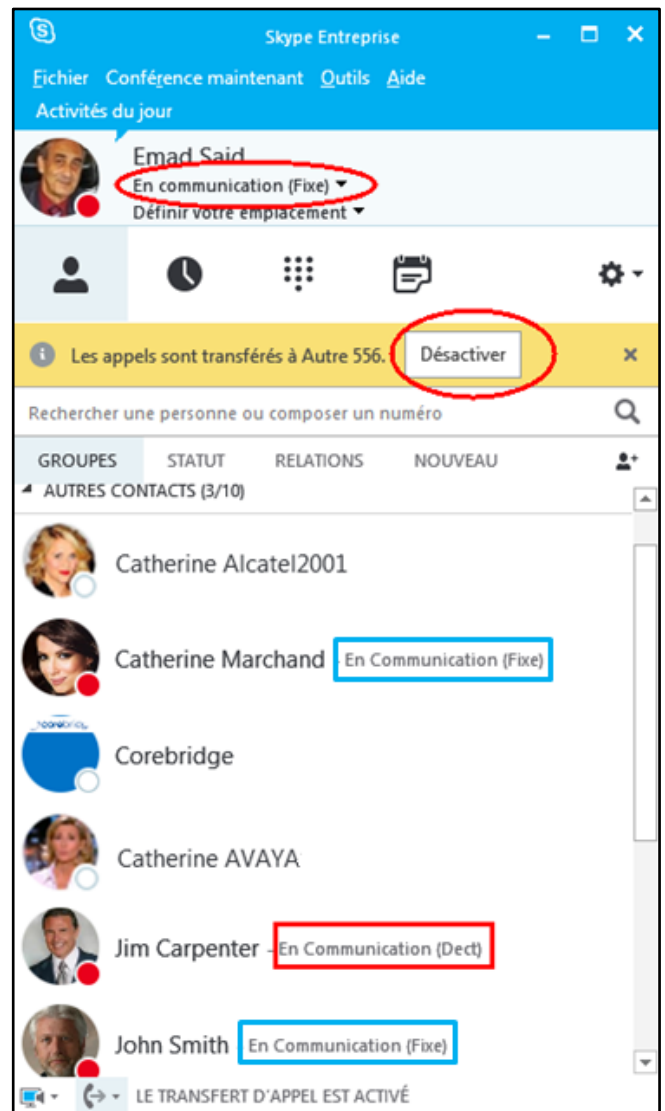 Skype Entreprise
Fichier Conférence maintenant Outils Aide
Activités du jour
Emad Said
En communication (Fixe)
Définir votre emplacement
Les appels sont transférés à Autre 556. Désactiver
Rechercher une personne ou composer un numéro
GROUPES STATUT RELATIONS NOUVEAU
AUTRES CONTACTS (3/10)
Catherine Alcatel2001
Catherine Marchand - En Communication (Fixe)
corebridge
Corebridge
Catherine AVAYA
Jim Carpenter - En Communication (Dect)
John Smith En Communication (Fixe)
LE TRANSFERT D'APPEL EST ACTIVÉ